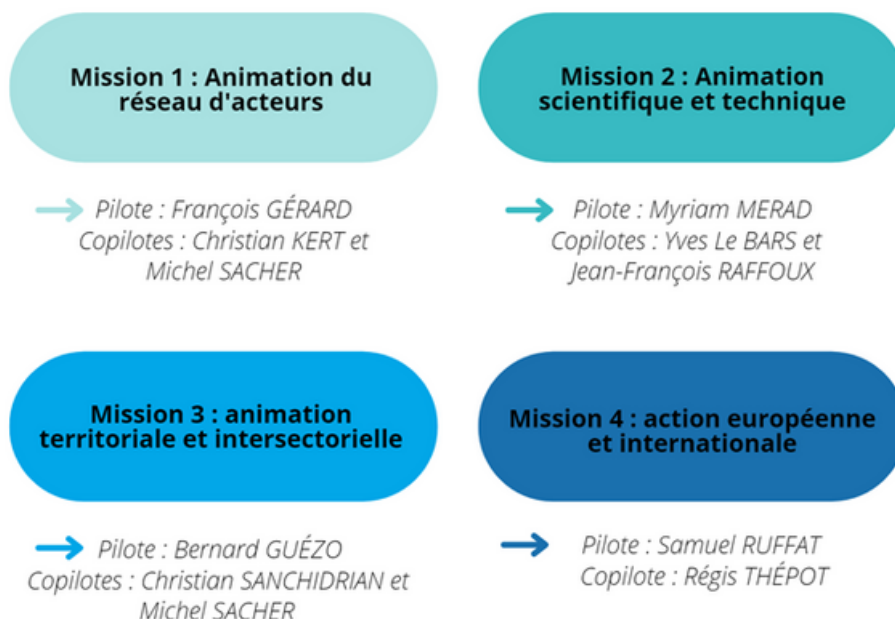 Mission 1 : Animation du
réseau d'acteurs
Pilote : François GÉRARD
Copilotes : Christian KERT et
Michel SACHER
Mission 2 : Animation
scientifique et technique
Pilote : Myriam MERAD
Copilotes : Yves Le BARS et
Jean-François RAFFOUX
Mission 3 : animation
territoriale et intersectorielle
Pilote : Bernard GUÉZO
Copilotes : Christian SANCHIDRIAN et
Michel SACHER
Mission 4 : action européenne
et internationale
Pilote : Samuel RUFFAT
Copilote : Régis THÉPOT